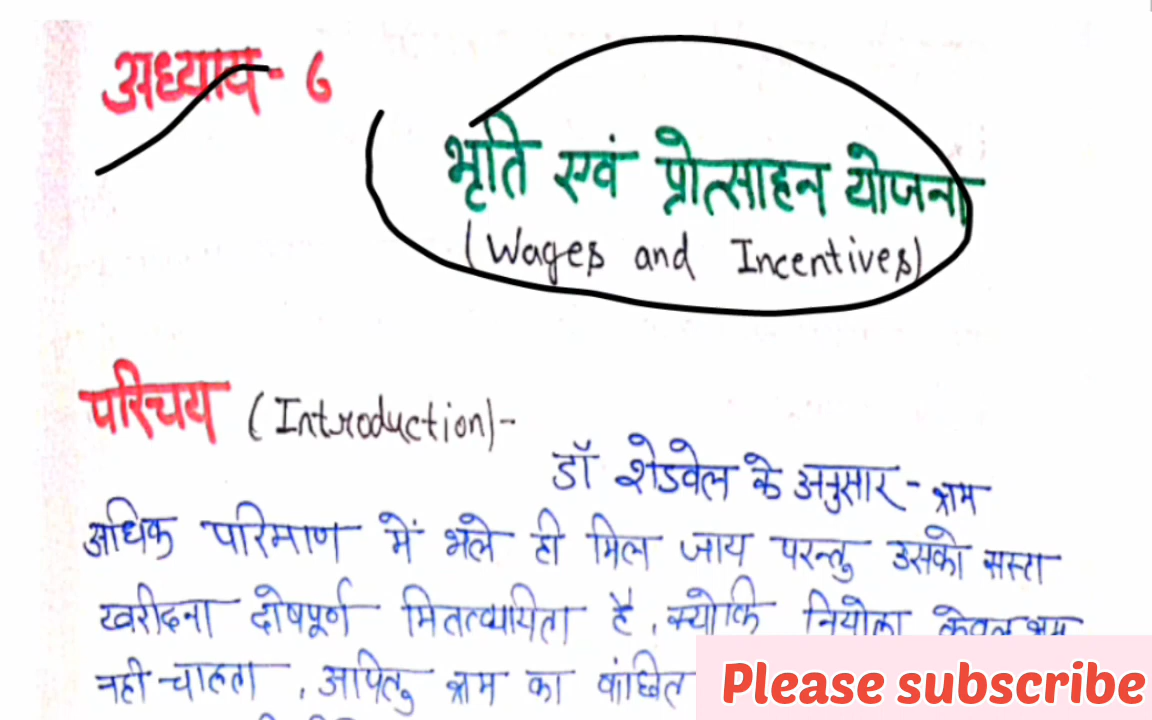 अध्याय- 6
भृति एवं प्रोत्साहन योजना
(Wages and Incentives)
परिचय (Introduction)-
डॉ शेडवेल के अनुसार- श्रम
अधिक परिमाण में भले ही मिल जाय परन्तु उसको सस्ता
खरीदना दोषपूर्ण मितव्ययिता है, क्योकि नियोक्ता केवल श्रम
नही चाहता, अपितु श्रम का वांछित
Please subscribe